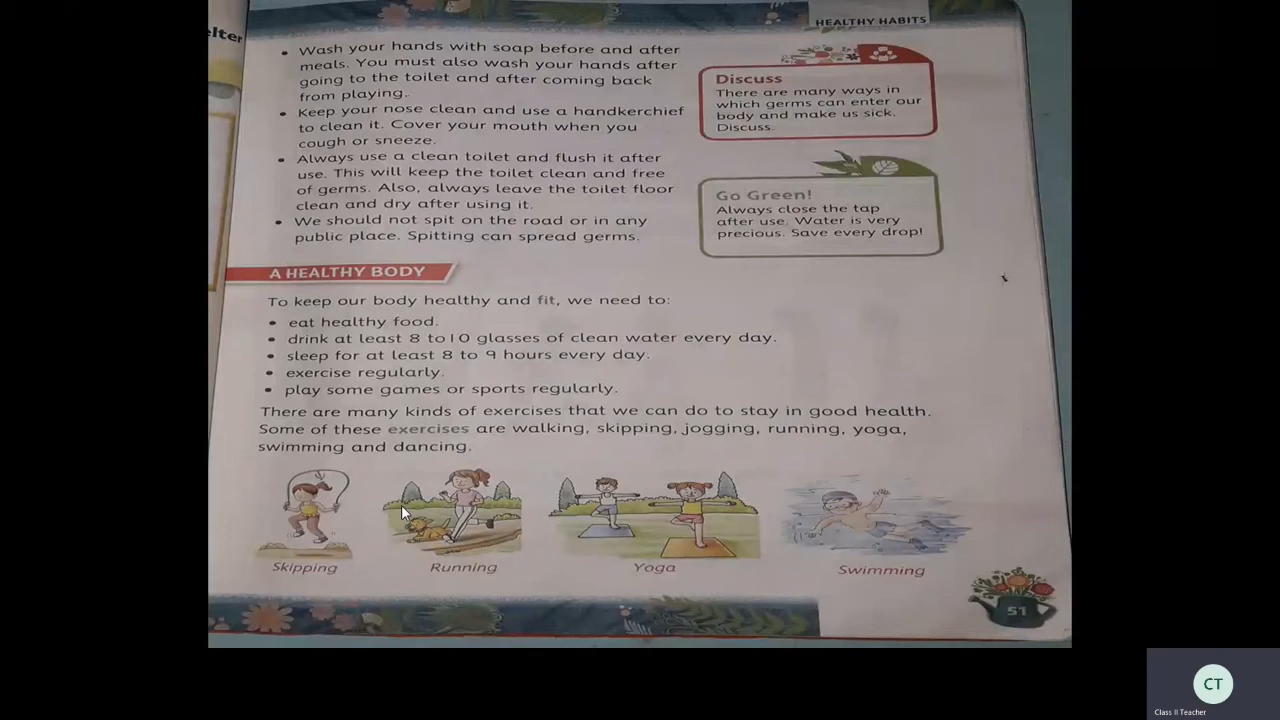 elter
HEALTHY HABITS
• Wash your hands with soap before and after
meals. You must also wash your hands after
going to the toilet and after coming back
from playing.
• Keep your nose clean and use a handkerchief
to clean it. Cover your mouth when you
cough or sneeze.
• Always use a clean toilet and flush it after
use. This will keep the toilet clean and free
of germs. Also, always leave the toilet floor
clean and dry after using it.
• We should not spit on the road or in any
public place. Spitting can spread germs.
Discuss
There are many ways in
which germs can enter our
body and make us sick.
Discuss.
Go Green!
Always close the tap
after use. Water is very
precious. Save every drop!
A HEALTHY BODY
To keep our body healthy and fit, we need to:
• eat healthy food.
• drink at least 8 to10 glasses of clean water every day.
• sleep for at least 8 to 9 hours every day.
• exercise regularly.
• play some games or sports regularly.
There are many kinds of exercises that we can do to stay in good health.
Some of these exercises are walking, skipping, jogging, running, yoga,
swimming and dancing.
Skipping
Running
Yoga
Swimming
51
CT
Class II Teacher